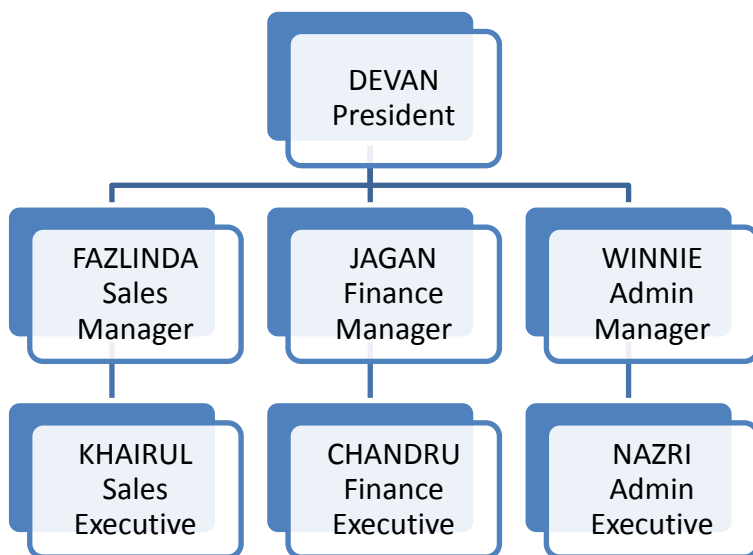 DEVAN
President
FAZLINDA
Sales
Manager
JAGAN
Finance
Manager
WINNIE
Admin
Manager
KHAIRUL
Sales
Executive
CHANDRU
Finance
Executive
NAZRI
Admin
Executive